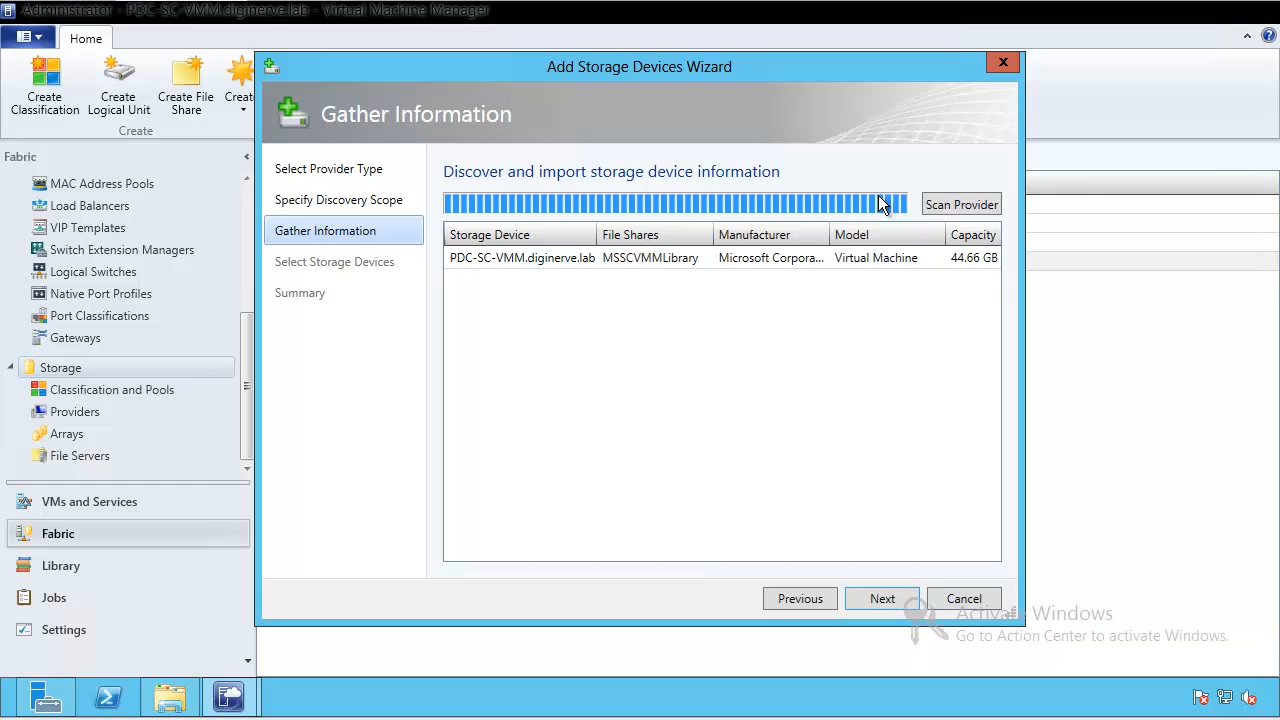 Administrator - PDC-SC-VMM.diginerve.lab - Virtual Machine Manager
Home
Create Classification
Create Logical Unit
Create File Share
Create
Create
Fabric
MAC Address Pools
Load Balancers
VIP Templates
Switch Extension Managers
Logical Switches
Native Port Profiles
Port Classifications
Gateways
Storage
Classification and Pools
Providers
Arrays
File Servers
VMs and Services
Fabric
Library
Jobs
Settings
Add Storage Devices Wizard
Gather Information
Select Provider Type
Specify Discovery Scope
Gather Information
Select Storage Devices
Summary
Discover and import storage device information
Scan Provider
Storage Device File Shares Manufacturer Model Capacity
PDC-SC-VMM.diginerve.lab MSSCVMMLibrary Microsoft Corpora... Virtual Machine 44.66 GB
Previous Next Cancel
Activate Windows
Go to Action Center to activate Windows.